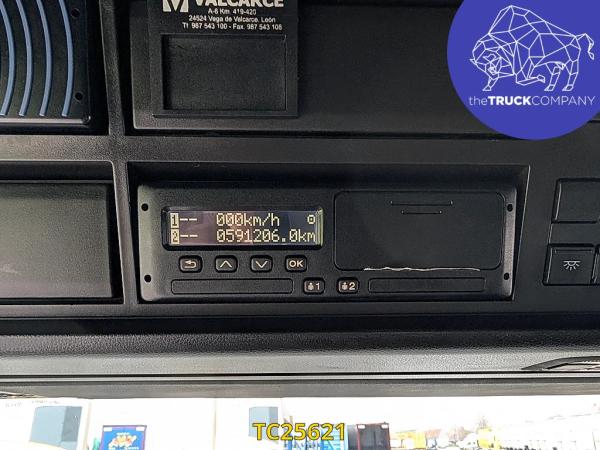 VALCARCE
A-6 Km. 419-420
24524 Vega de Valcarce. León
Tf 987 543 100 - Fax. 987 543 108
theTRUCKCOMPANY
1-- 000km/h
2-- 0591206.0km
OK
1 2
TC25621